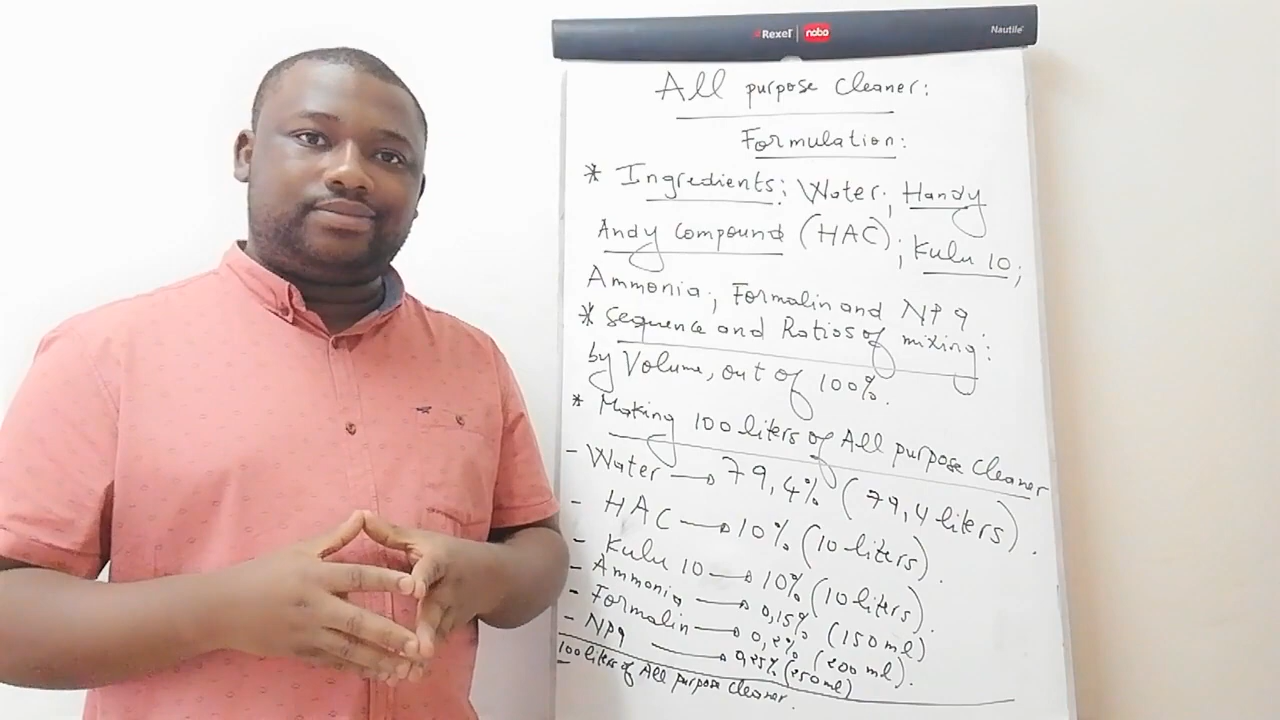 Rexel nobo Nautile
All purpose cleaner:
Formulation:
* Ingredients: Water; Handy
Andy compound (HAC); Kulu 10;
Ammonia; Formalin and NP 9.
* Sequence and Ratios of mixing:
by Volume, out of 100%.
* Making 100 liters of All purpose cleaner
- Water → 79,4% (79,4 liters).
- HAC → 10% (10 liters).
- Kulu 10 → 10% (10 liters).
- Ammonia → 0,15% (150 ml)
- Formalin → 0,2% (200 ml).
- NP9 → 0,25% (250 ml)
100 liters of All purpose cleaner.